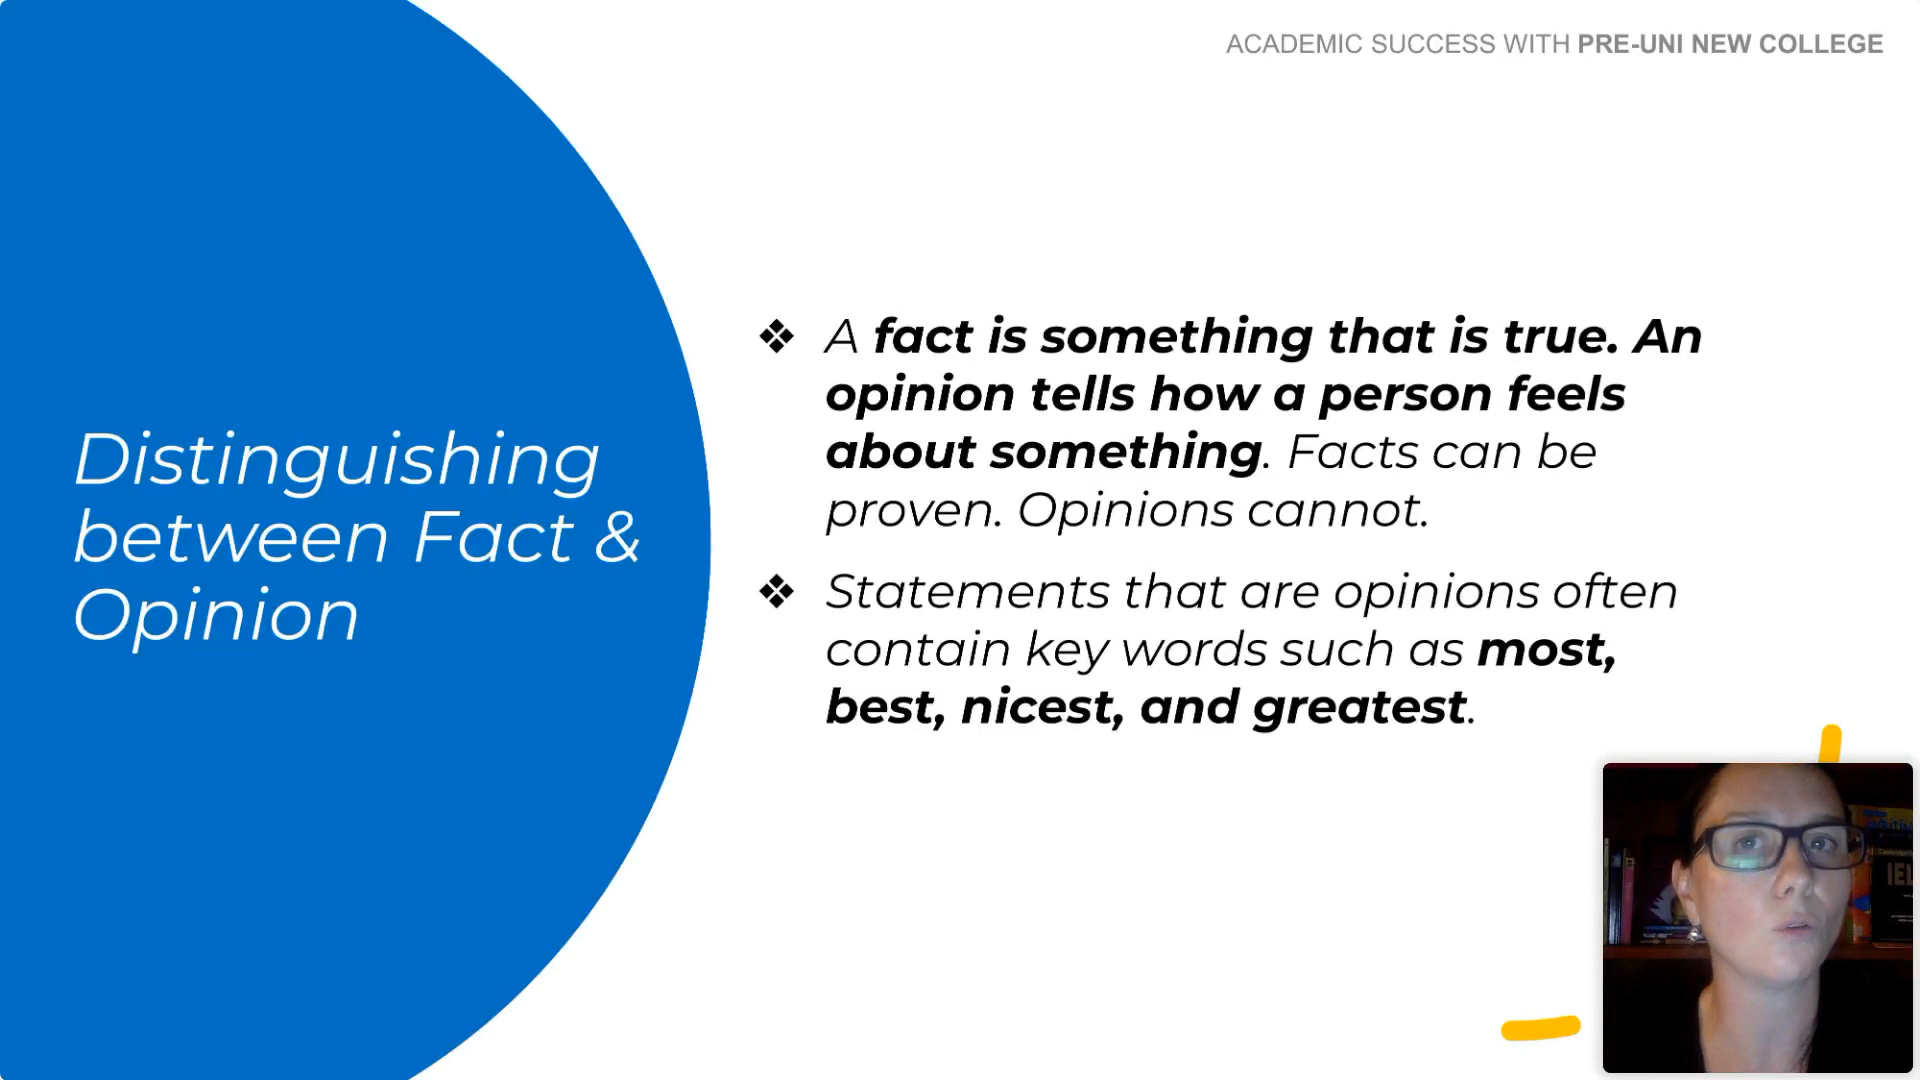 ACADEMIC SUCCESS WITH PRE-UNI NEW COLLEGE
Distinguishing
between Fact &
Opinion
❖ A fact is something that is true. An
opinion tells how a person feels
about something. Facts can be
proven. Opinions cannot.
❖ Statements that are opinions often
contain key words such as most,
best, nicest, and greatest.